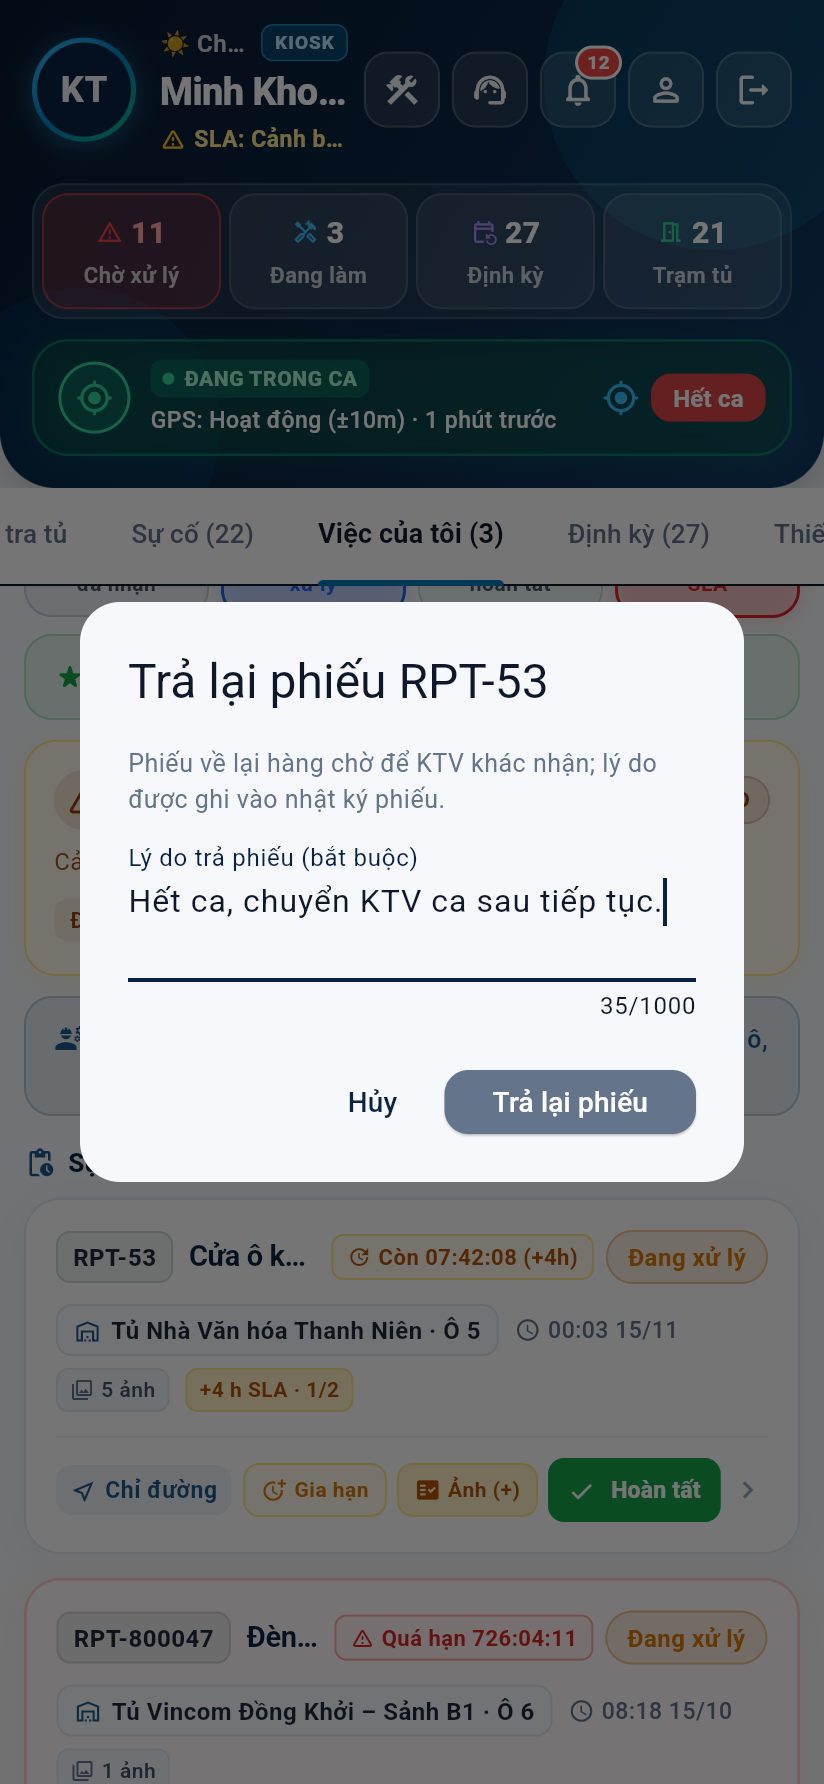 KT
Ch...
KIOSK
Minh Kho...
SLA: Cảnh b...
12
11
Chờ xử lý
3
Đang làm
27
Định kỳ
21
Trạm tủ
ĐANG TRONG CA
GPS: Hoạt động (±10m) · 1 phút trước
Hết ca
tra tủ
Sự cố (22)
Việc của tôi (3)
Định kỳ (27)
Thiế
Trả lại phiếu RPT-53
Phiếu về lại hàng chờ để KTV khác nhận; lý do
được ghi vào nhật ký phiếu.
Lý do trả phiếu (bắt buộc)
Hết ca, chuyển KTV ca sau tiếp tục.
35/1000
Hủy
Trả lại phiếu
ô,
RPT-53
Cửa ô k...
Còn 07:42:08 (+4h)
Đang xử lý
Tủ Nhà Văn hóa Thanh Niên · Ô 5
00:03 15/11
5 ảnh
+4 h SLA · 1/2
Chỉ đường
Gia hạn
Ảnh (+)
Hoàn tất
RPT-800047
Đèn...
Quá hạn 726:04:11
Đang xử lý
Tủ Vincom Đồng Khởi – Sảnh B1 · Ô 6
08:18 15/10
1 ảnh